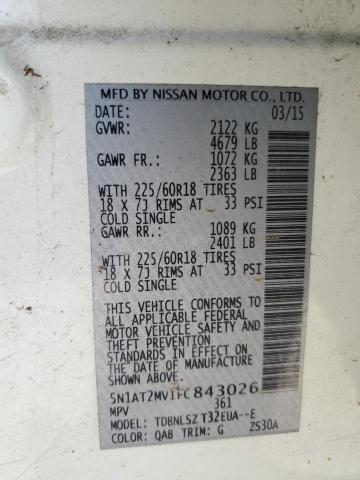 MFD BY NISSAN MOTOR CO., LTD.
DATE: 03/15
GVWR: 2122 KG
4679 LB
GAWR FR.: 1072 KG
2363 LB
WITH 225/60R18 TIRES
18 X 7J RIMS AT 33 PSI
COLD SINGLE
GAWR RR.: 1089 KG
2401 LB
WITH 225/60R18 TIRES
18 X 7J RIMS AT 33 PSI
COLD SINGLE
THIS VEHICLE CONFORMS TO
ALL APPLICABLE FEDERAL
MOTOR VEHICLE SAFETY AND
THEFT PREVENTION
STANDARDS IN EFFECT ON
THE DATE OF MANUFACTURE
SHOWN ABOVE.
5N1AT2MV1FC843026
MPV 361
MODEL: TDBNLSZ T32EUA--E
COLOR: QAB TRIM: G ZS30A